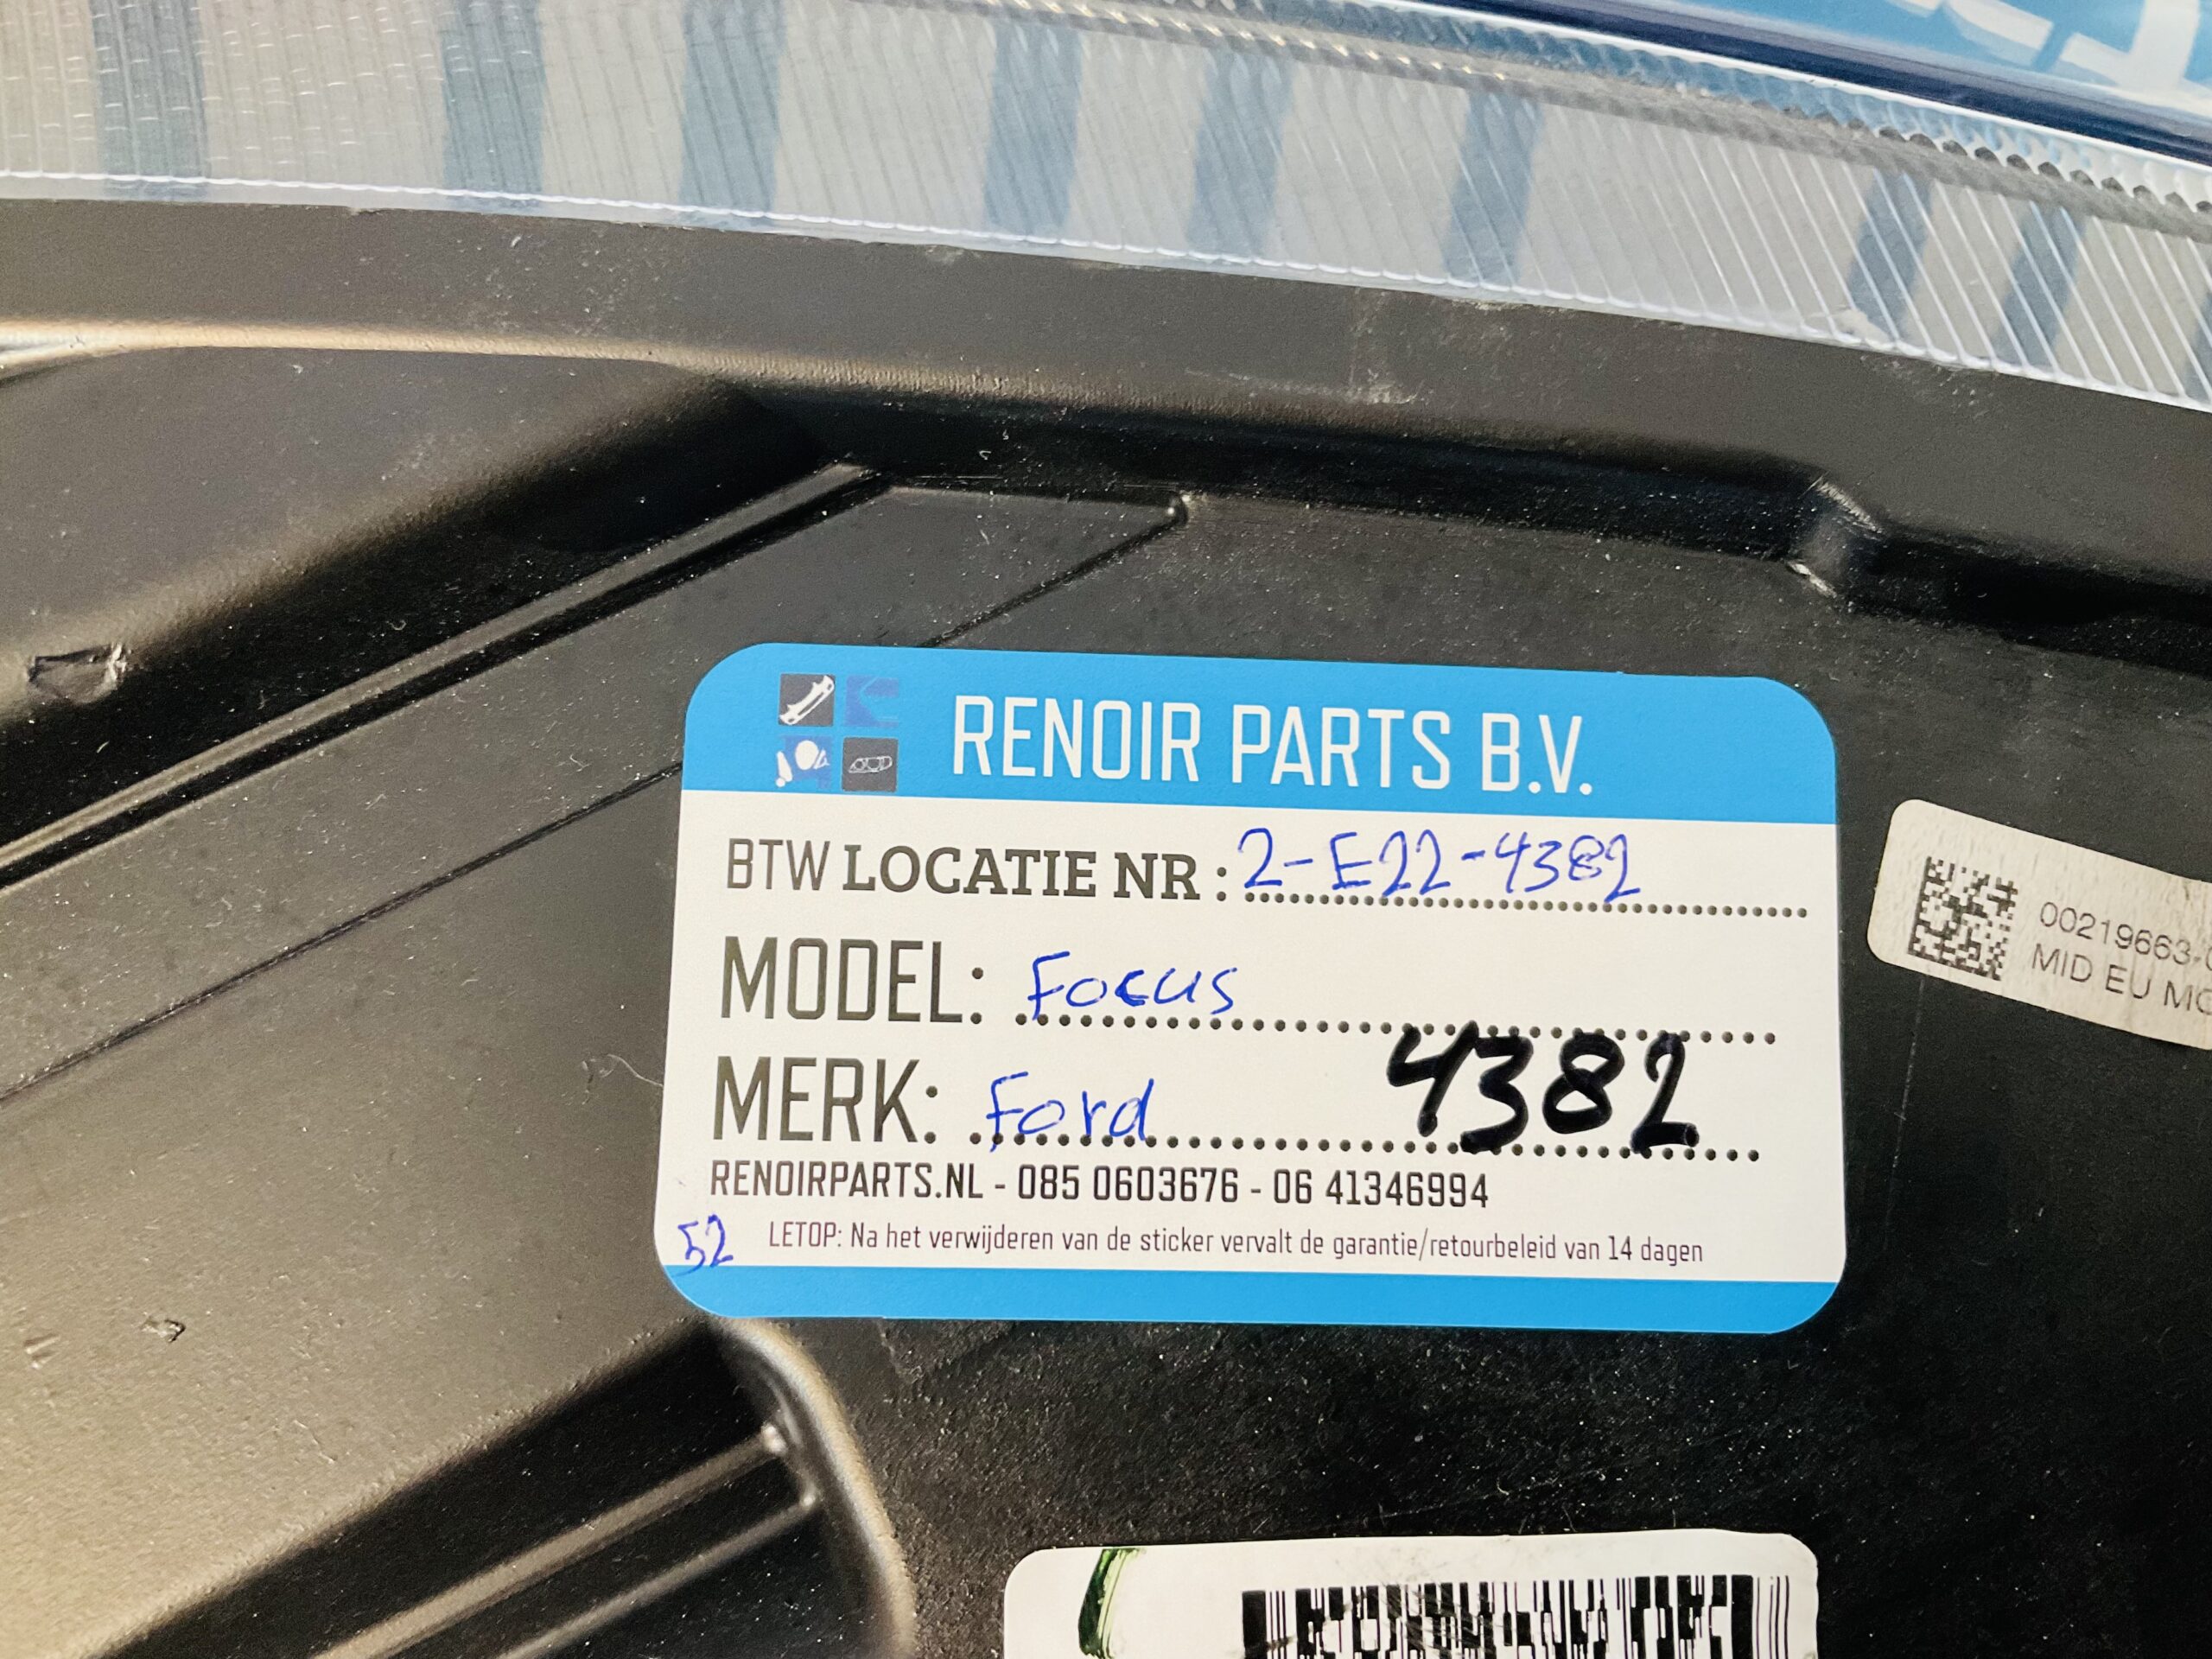 RENOIR PARTS B.V.
BTW LOCATIE NR : 2-E22-4382
MODEL: Focus
MERK: Ford 4382
RENOIRPARTS.NL - 085 0603676 - 06 41346994
52 LETOP: Na het verwijderen van de sticker vervalt de garantie/retourbeleid van 14 dagen
00219663-
MID EU